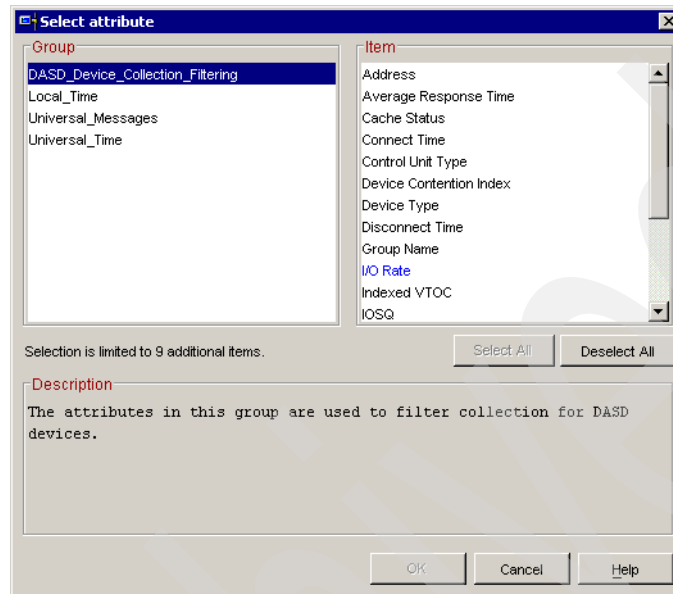 Select attribute
Group
DASD_Device_Collection_Filtering
Local_Time
Universal_Messages
Universal_Time
Item
Address
Average Response Time
Cache Status
Connect Time
Control Unit Type
Device Contention Index
Device Type
Disconnect Time
Group Name
I/O Rate
Indexed VTOC
IOSQ
Selection is limited to 9 additional items.
Select All
Deselect All
Description
The attributes in this group are used to filter collection for DASD
devices.
OK
Cancel
Help